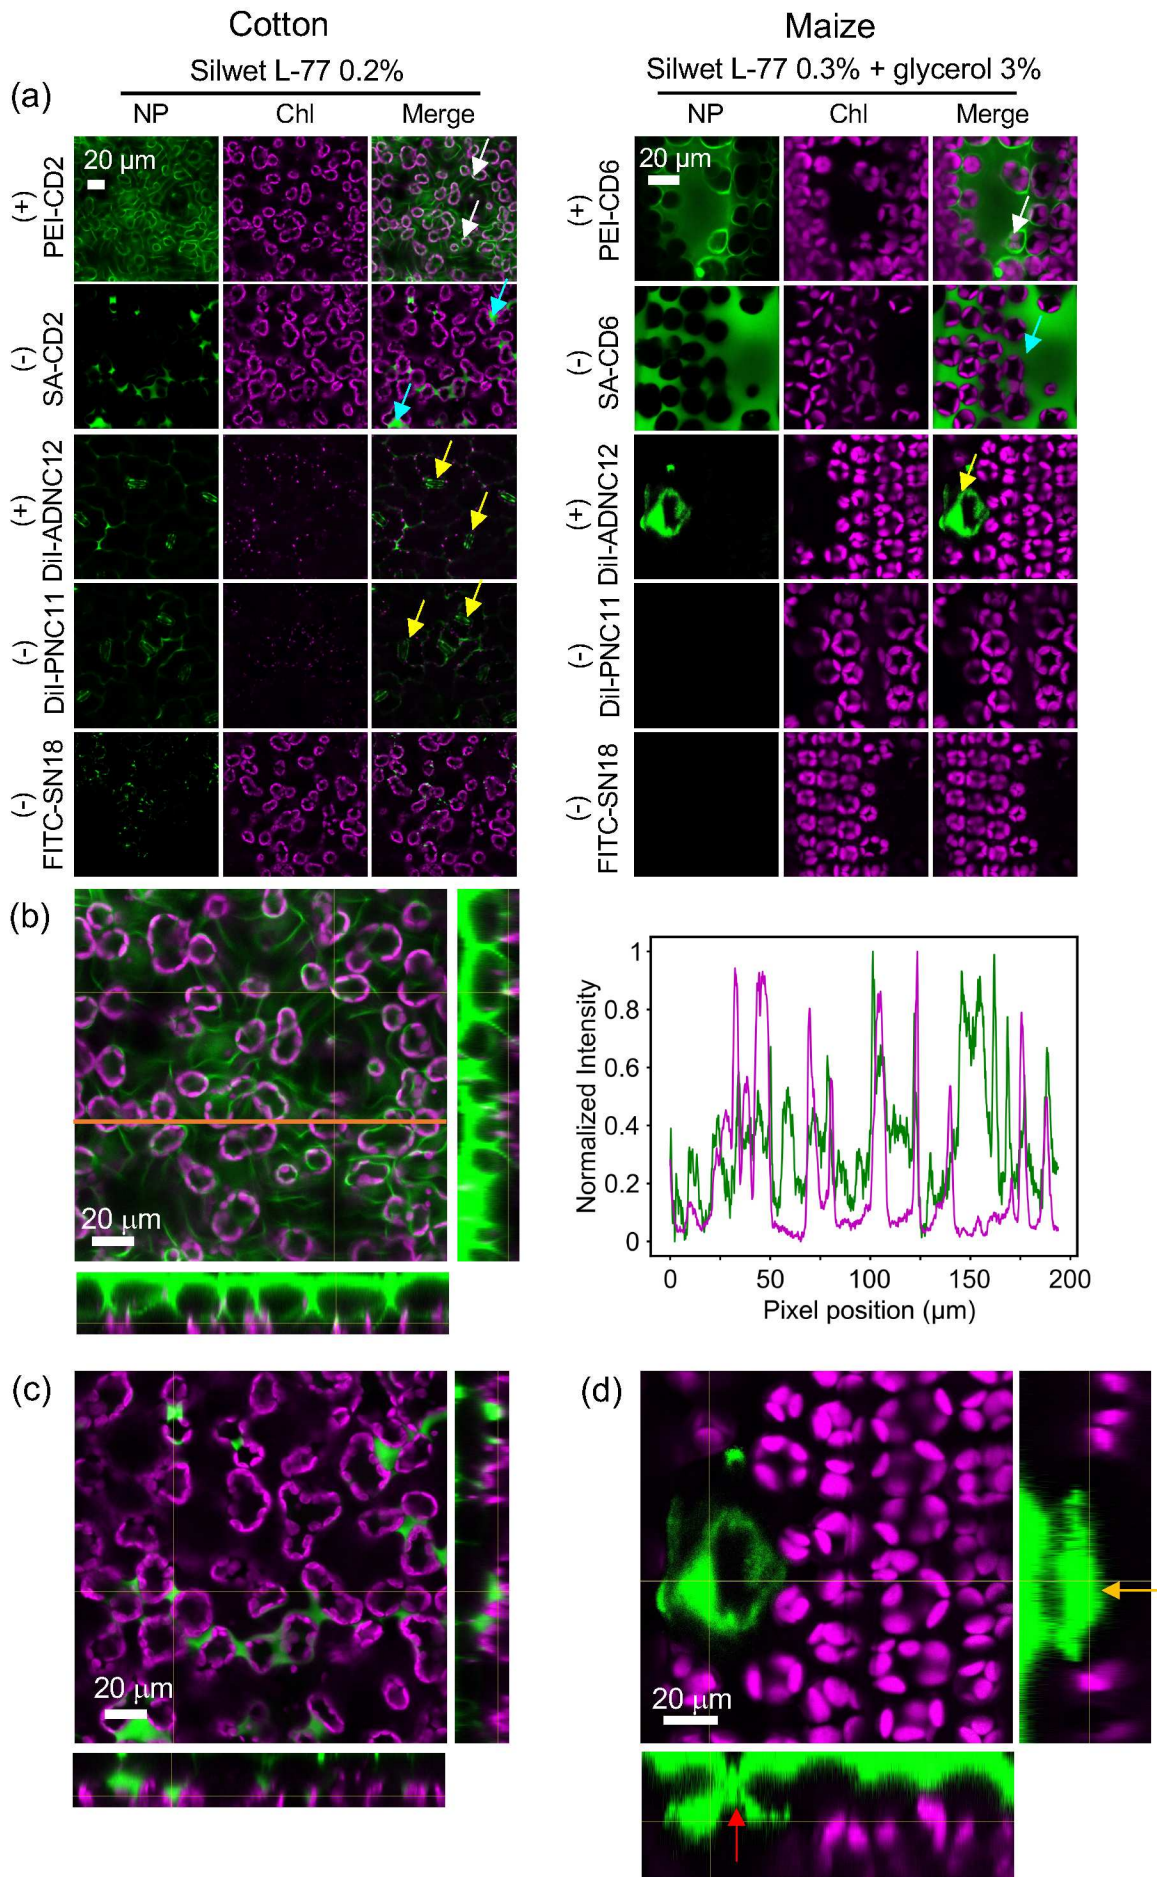 Cotton
Maize
Silwet L-77 0.2%
Silwet L-77 0.3% + glycerol 3%
(a)
NP
Chl
Merge
NP
Chl
Merge
20 µm
20 µm
(+)
PEI-CD2
(+)
PEI-CD6
(-)
SA-CD2
(-)
SA-CD6
(+)
DiI-ADNC12
(+)
DiI-ADNC12
(-)
DiI-PNC11
(-)
DiI-PNC11
(-)
FITC-SN18
(-)
FITC-SN18
(b)
20 µm
Normalized Intensity
1
0.8
0.6
0.4
0.2
0
0
50
100
150
200
Pixel position (µm)
(c)
20 µm
(d)
20 µm